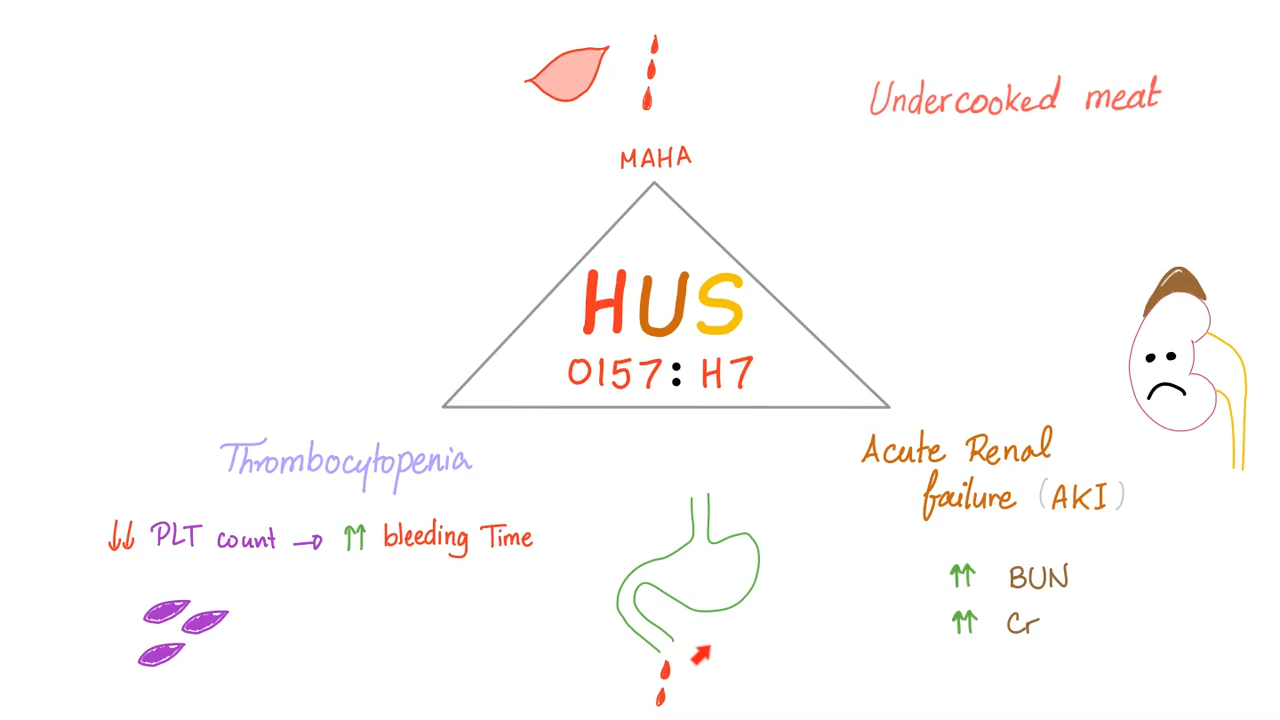 Undercooked meat
MAHA
HUS
O157: H7
Thrombocytopenia
↓↓ PLT count → ↑↑ bleeding Time
Acute Renal
failure (AKI)
↑↑ BUN
↑↑ Cr